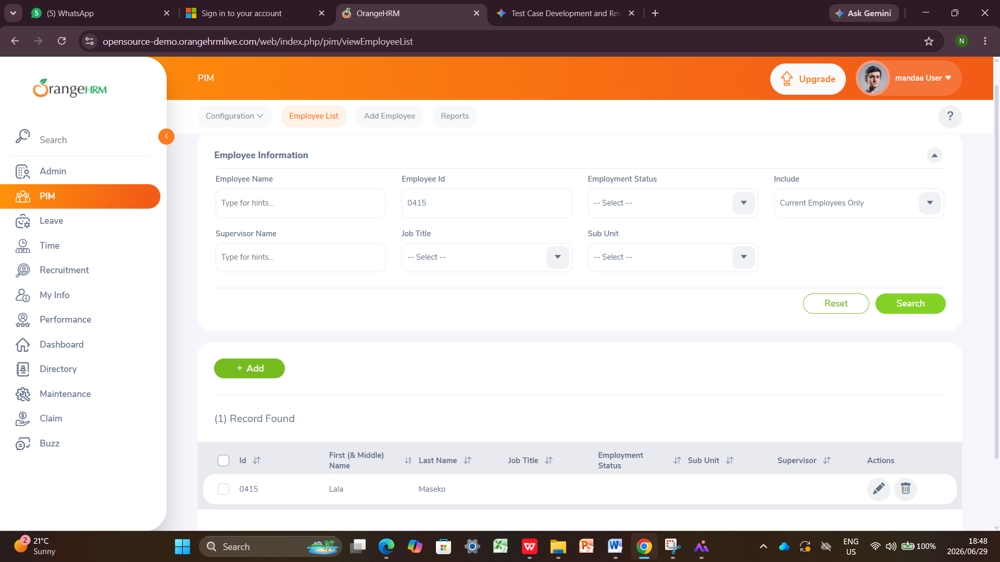 5
(5) WhatsApp
Sign in to your account
OrangeHRM
Test Case Development and Re
Ask Gemini
opensource-demo.orangehrmlive.com/web/index.php/pim/viewEmployeeList
N
OrangeHRM
PIM
Upgrade
mandaa User
Configuration
Employee List
Add Employee
Reports
?
Search
Admin
PIM
Leave
Time
Recruitment
My Info
Performance
Dashboard
Directory
Maintenance
Claim
Buzz
Employee Information
Employee Name
Employee Id
Employment Status
Include
Type for hints...
0415
-- Select --
Current Employees Only
Supervisor Name
Job Title
Sub Unit
Type for hints...
-- Select --
-- Select --
Reset
Search
+ Add
(1) Record Found
Id
First (& Middle) Name
Last Name
Job Title
Employment Status
Sub Unit
Supervisor
Actions
0415
Lala
Maseko
2
21°C
Sunny
Search
ENG
US
100%
18:48
2026/06/29